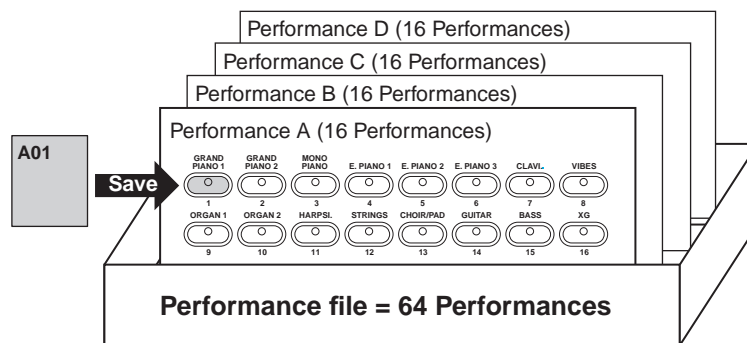 Performance D (16 Performances)
Performance C (16 Performances)
Performance B (16 Performances)
Performance A (16 Performances)
A01
Save
GRAND PIANO 1
GRAND PIANO 2
MONO PIANO
E. PIANO 1
E. PIANO 2
E. PIANO 3
CLAVI.
VIBES
1 2 3 4 5 6 7 8
ORGAN 1
ORGAN 2
HARPSI.
STRINGS
CHOIR/PAD
GUITAR
BASS
XG
9 10 11 12 13 14 15 16
Performance file = 64 Performances